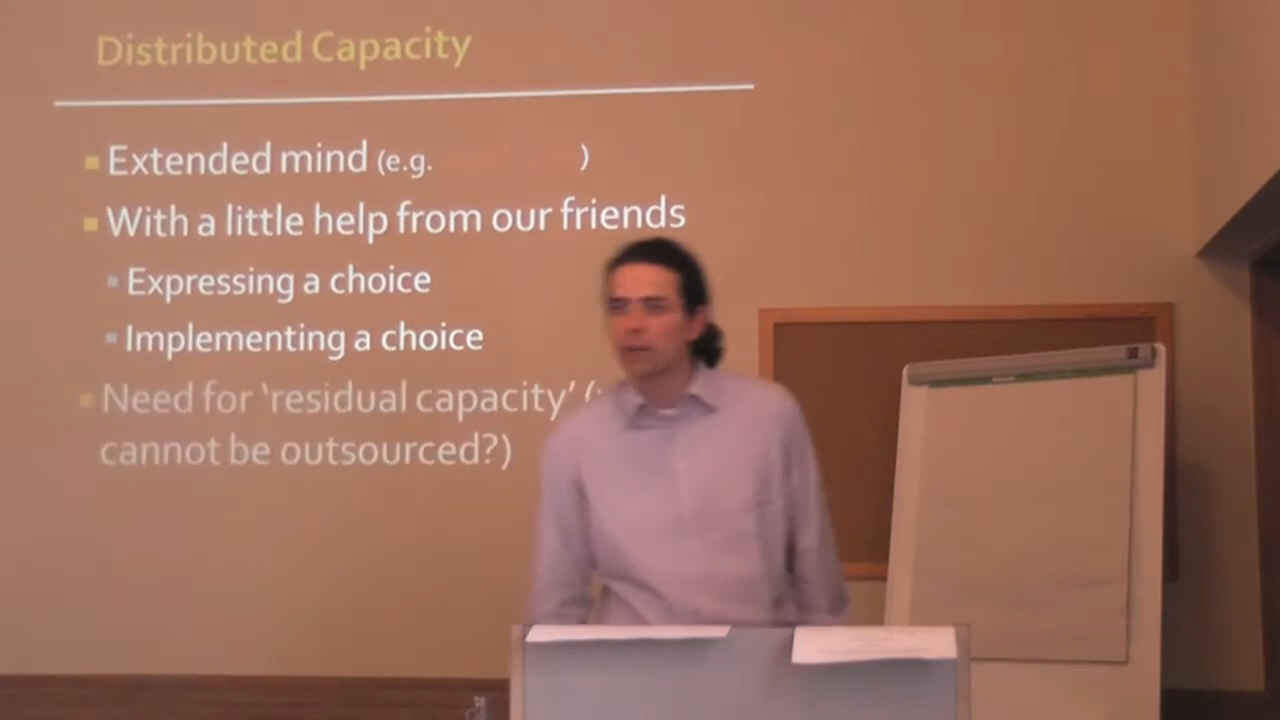 Distributed Capacity
Extended mind (e.g. )
With a little help from our friends
Expressing a choice
Implementing a choice
Need for ‘residual capacity’ (
cannot be outsourced?)